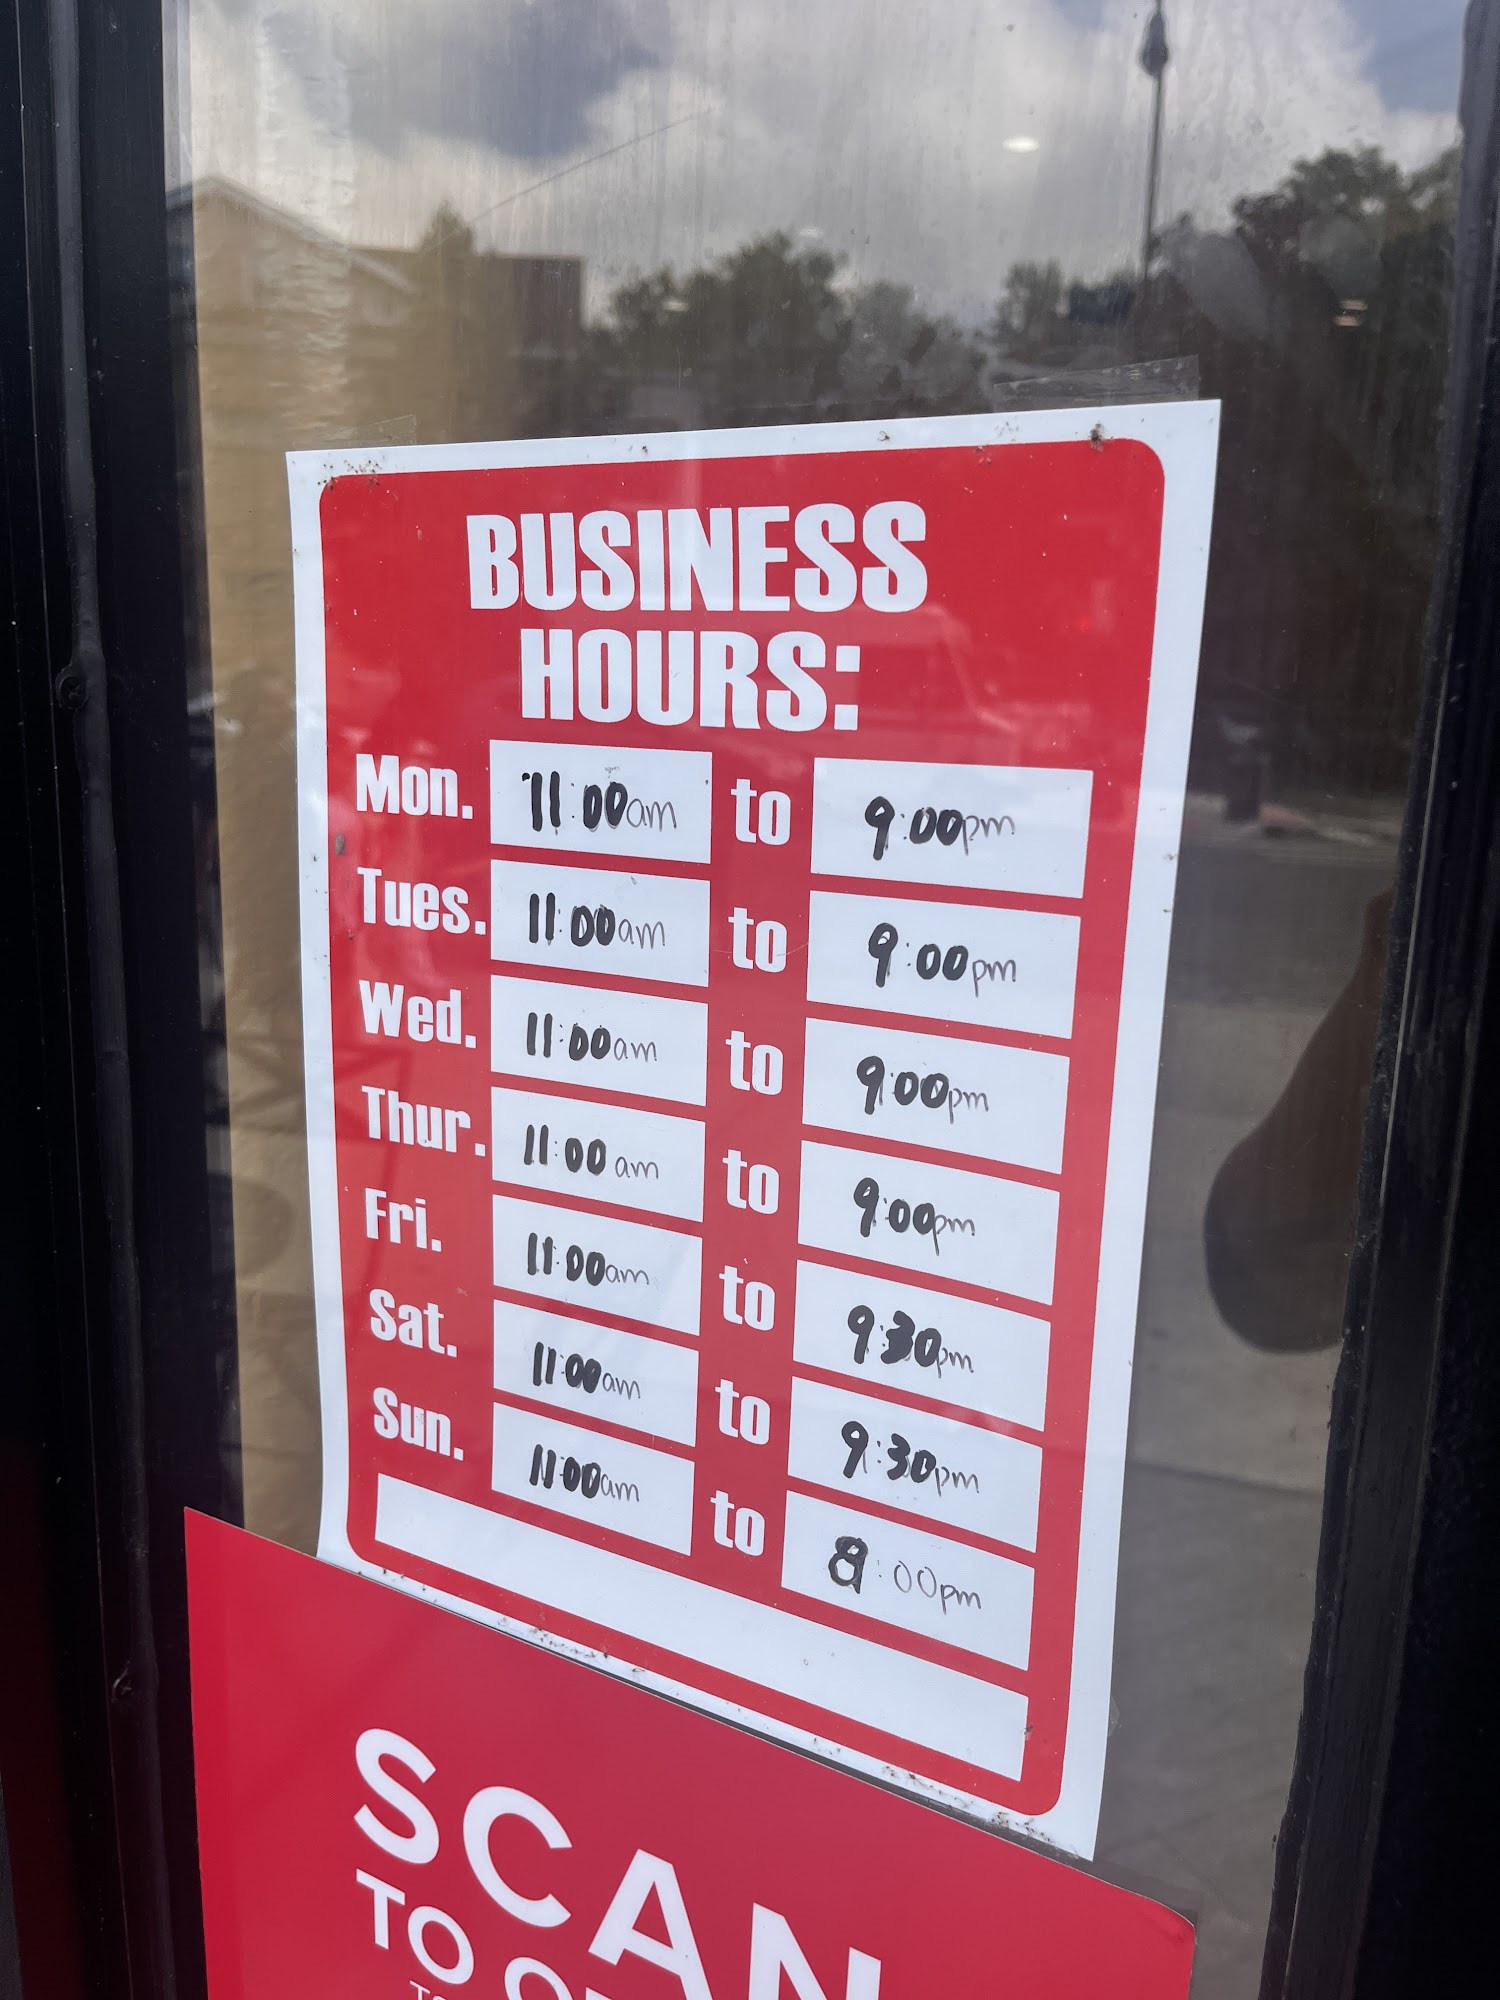 BUSINESS
HOURS:
Mon. 11:00am to 9:00pm
Tues. 11:00am to 9:00pm
Wed. 11:00am to 9:00pm
Thur. 11:00am to 9:00pm
Fri. 11:00am to 9:30pm
Sat. 11:00am to 9:30pm
Sun. 11:00am to 8:00pm
SCAN
TO